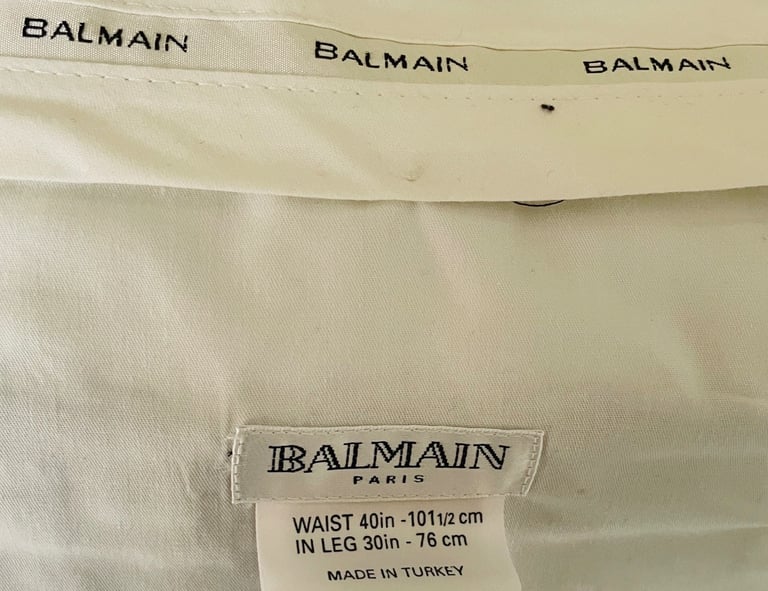 BALMAIN BALMAIN BALMAIN
BALMAIN
PARIS
WAIST 40in -101 1/2 cm
IN LEG 30in - 76 cm
MADE IN TURKEY